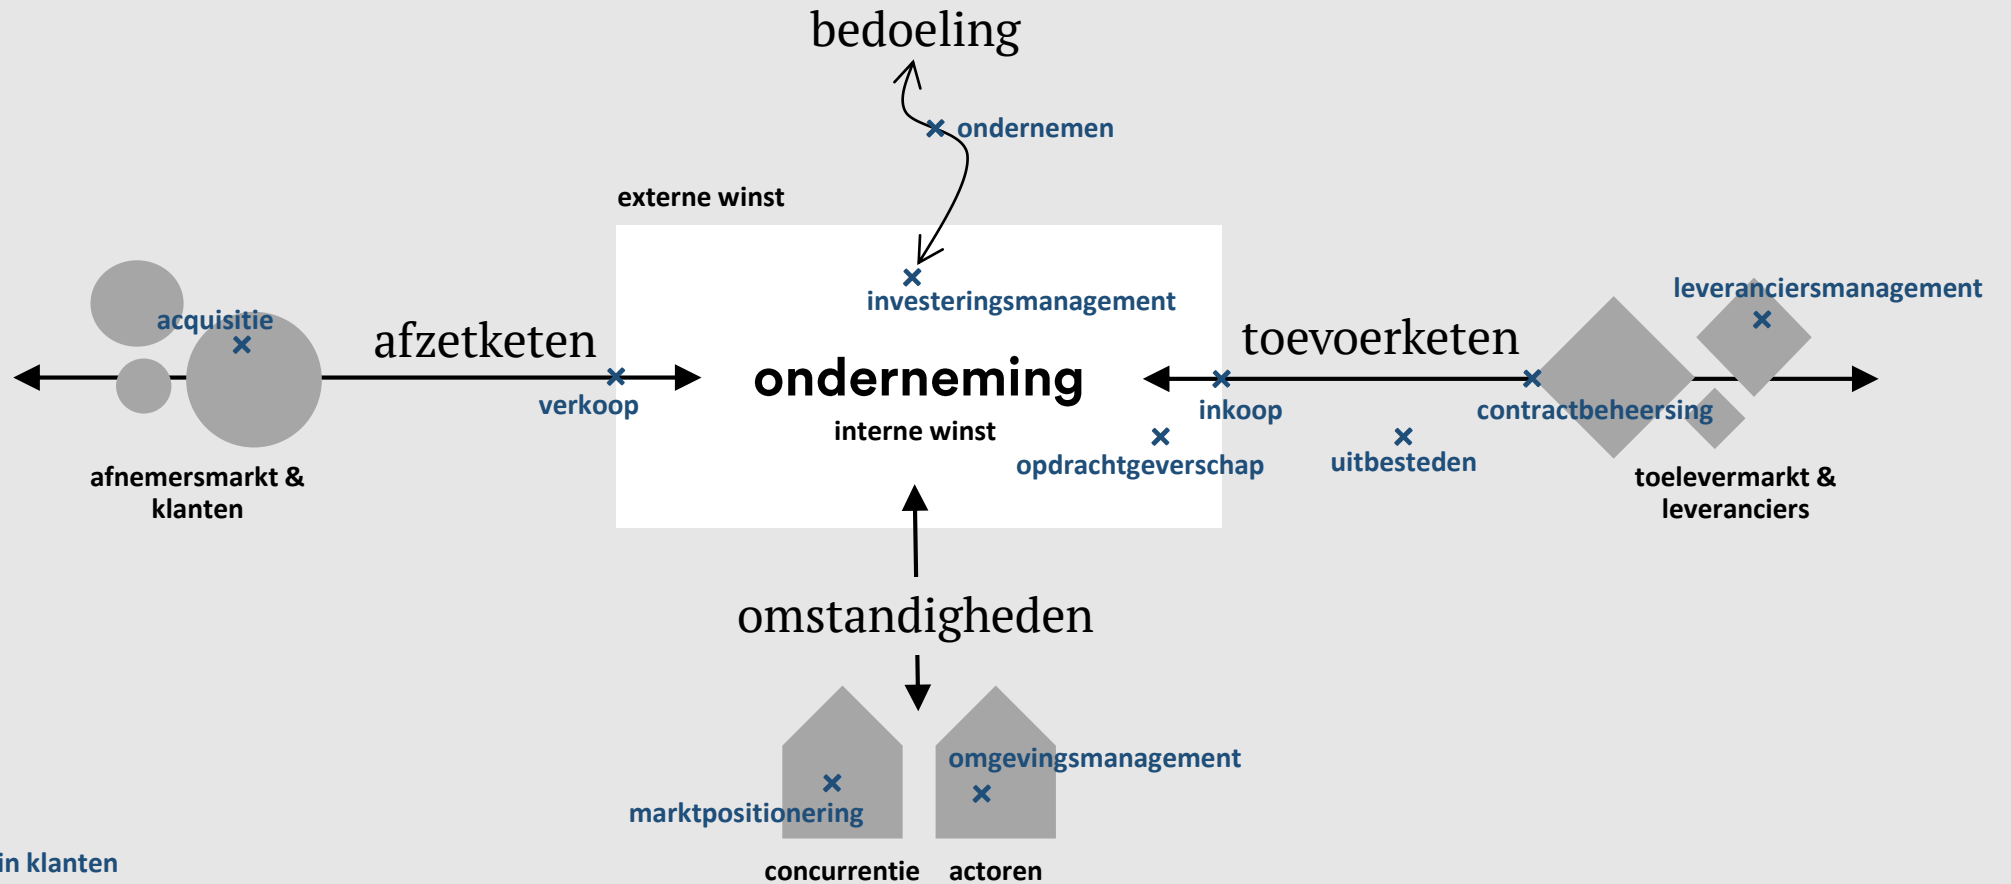 bedoeling
ondernemen
externe winst
investeringsmanagement
leveranciersmanagement
acquisitie
afzetketen
toevoerketen
onderneming
verkoop
inkoop
contractbeheersing
interne winst
opdrachtgeverschap
uitbesteden
afnemersmarkt &
klanten
toelevermarkt &
leveranciers
omstandigheden
omgevingsmanagement
marktpositionering
in klanten
concurrentie
actoren